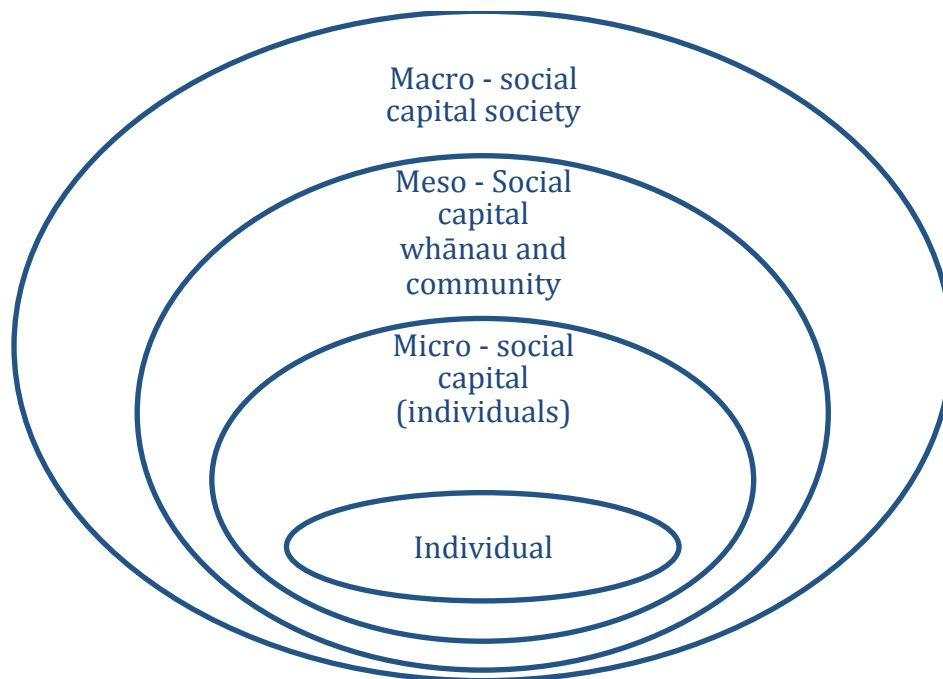 Macro - social
capital society
Meso - Social
capital
whānau and
community
Micro - social
capital
(individuals)
Individual